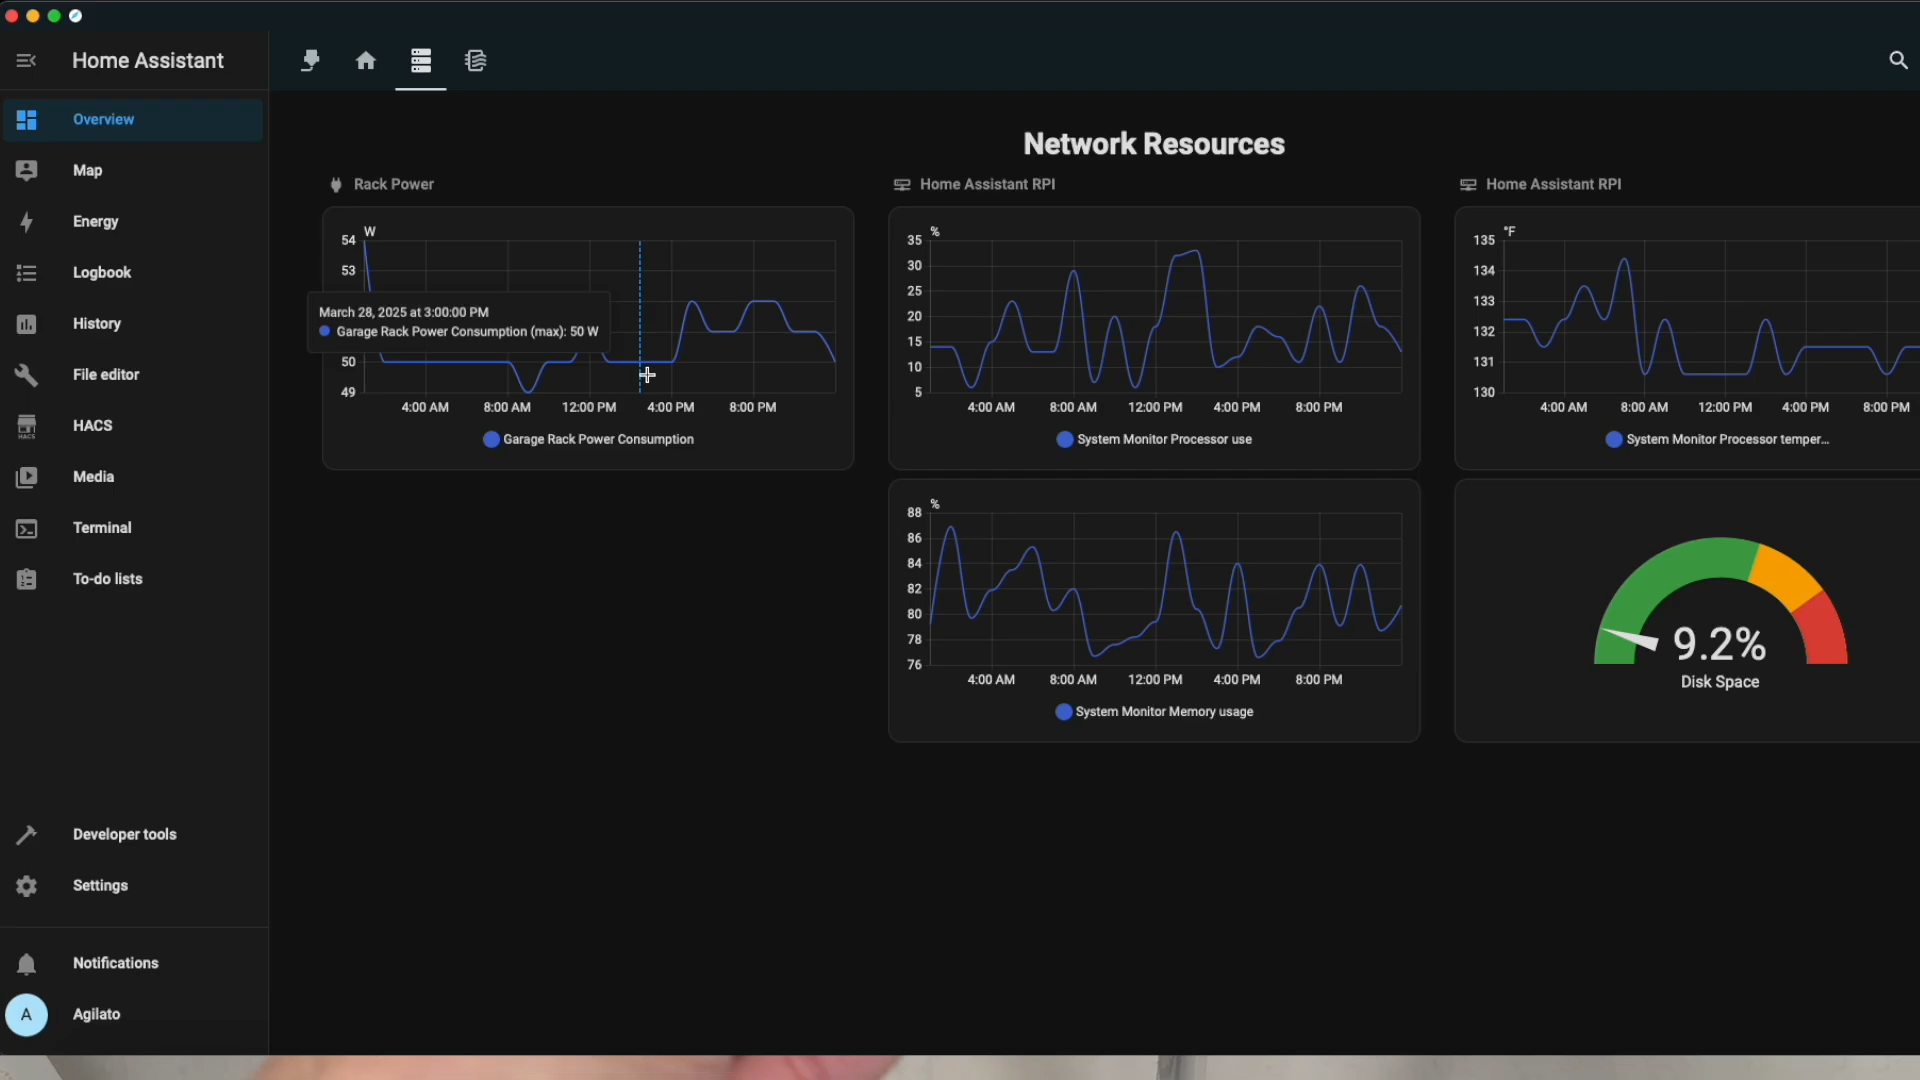 Home Assistant
Overview
Map
Energy
Logbook
History
File editor
HACS
HACS
Media
Terminal
To-do lists
Developer tools
Settings
Notifications
A
Agilato
Network Resources
Rack Power
W
54
53
March 28, 2025 at 3:00:00 PM
Garage Rack Power Consumption (max): 50 W
50
49
4:00 AM 8:00 AM 12:00 PM 4:00 PM 8:00 PM
Garage Rack Power Consumption
Home Assistant RPI
%
35
30
25
20
15
10
5
4:00 AM 8:00 AM 12:00 PM 4:00 PM 8:00 PM
System Monitor Processor use
%
88
86
84
82
80
78
76
4:00 AM 8:00 AM 12:00 PM 4:00 PM 8:00 PM
System Monitor Memory usage
Home Assistant RPI
°F
135
134
133
132
131
130
4:00 AM 8:00 AM 12:00 PM 4:00 PM 8:00 PM
System Monitor Processor temper...
9.2%
Disk Space